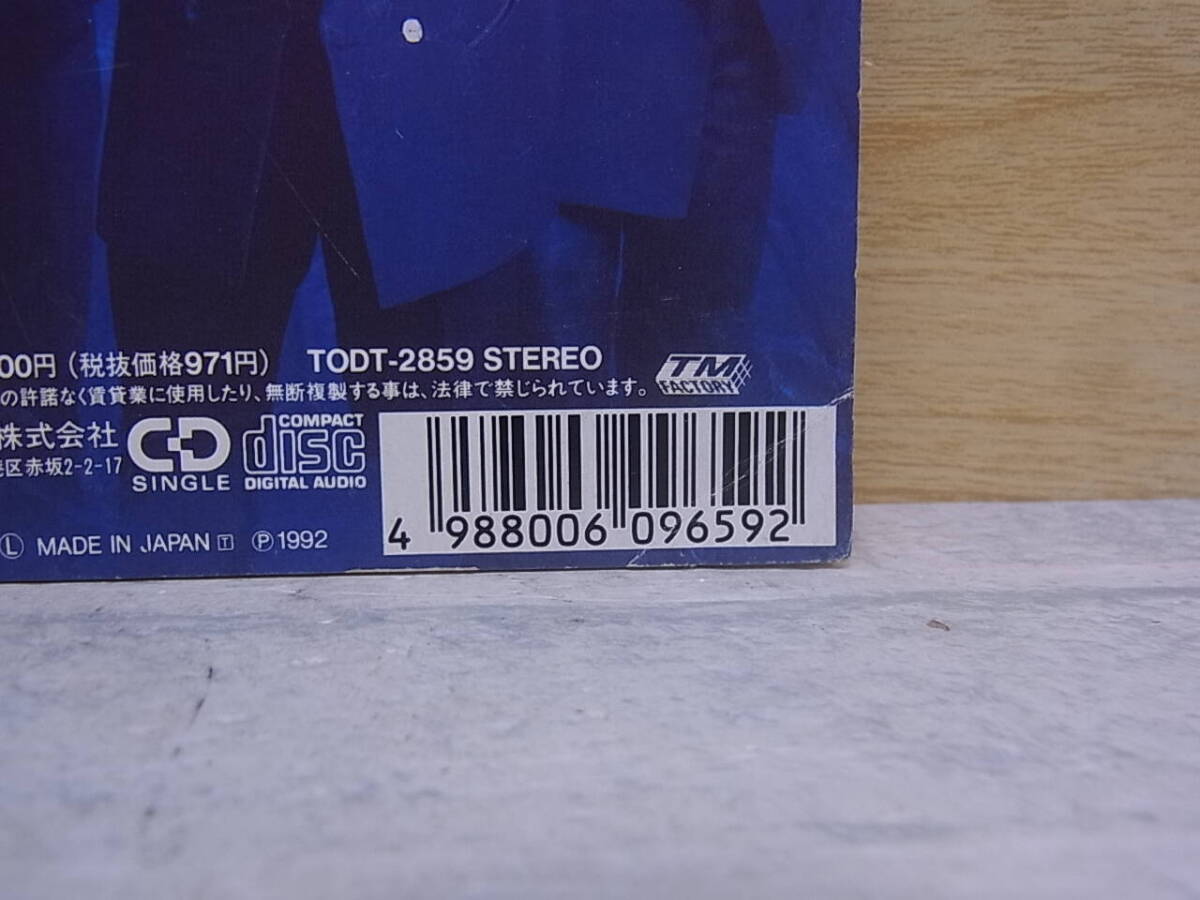 00円 (税抜価格971円) TODT-2859 STEREO
の許諾なく賃貸業に使用したり、無断複製する事は、法律で禁じられています。
TM FACTORY
株式会社
区赤坂2-2-17
CD SINGLE
COMPACT disc DIGITAL AUDIO
Ⓛ MADE IN JAPAN T ℗1992
4 988006 096592